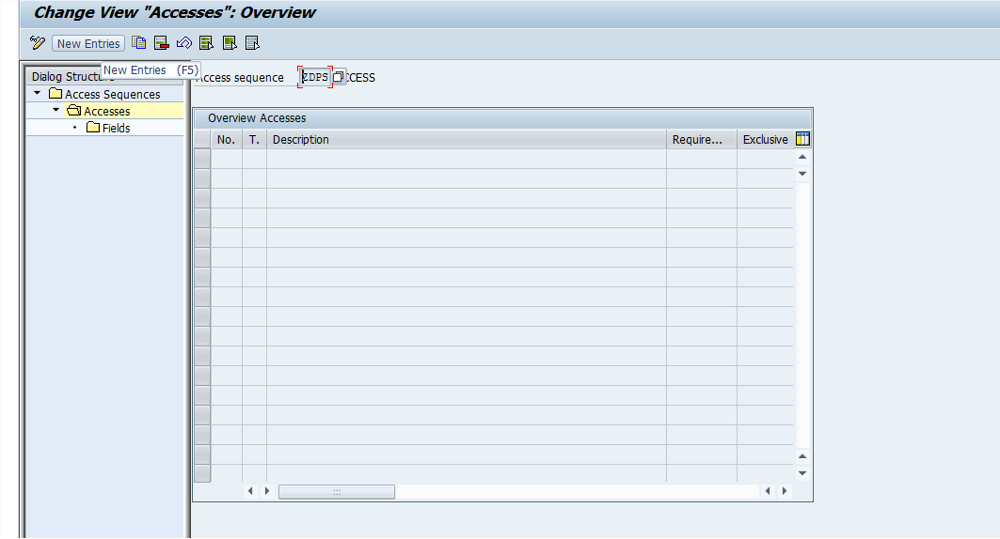 Change View "Accesses": Overview
New Entries
New Entries (F5)
Dialog Structure
Access sequence ZDPS CCESS
Access Sequences
Accesses
Fields
Overview Accesses
No. T. Description Require... Exclusive